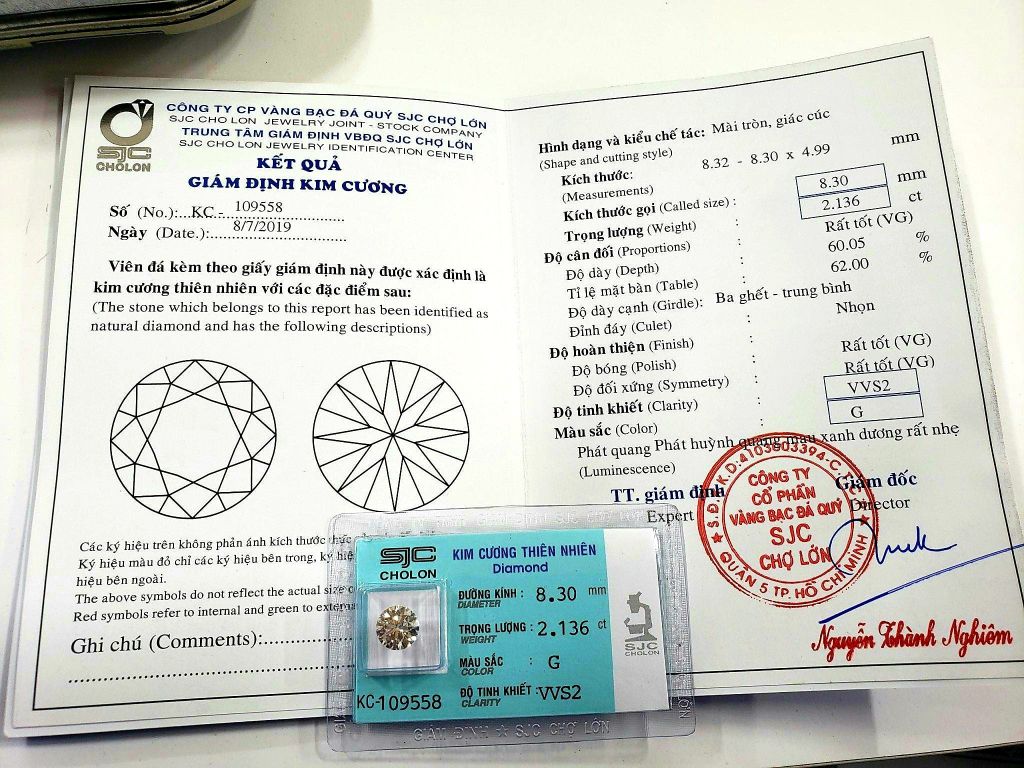 SJC
CHOLON
CÔNG TY CP VÀNG BẠC ĐÁ QUÝ SJC CHỢ LỚN
SJC CHO LON JEWELRY JOINT - STOCK COMPANY
TRUNG TÂM GIÁM ĐỊNH VBĐQ SJC CHỢ LỚN
SJC CHO LON JEWELRY IDENTIFICATION CENTER
KẾT QUẢ
GIÁM ĐỊNH KIM CƯƠNG
Số (No.):...KC - 109558
Ngày (Date.):...8/7/2019
Viên đá kèm theo giấy giám định này được xác định là
kim cương thiên nhiên với các đặc điểm sau:
(The stone which belongs to this report has been identified as
natural diamond and has the following descriptions)
Các ký hiệu trên không phản ánh kích thước
Ký hiệu màu đỏ chỉ các ký hiệu bên trong, ký hiệu
hiệu bên ngoài.
The above symbols do not reflect the actual size
Red symbols refer to internal and green to
Ghi chú (Comments):
Hình dạng và kiểu chế tác: Mài tròn, giác cúc
(Shape and cutting style)
Kích thước: 8.32 - 8.30 x 4.99 mm
(Measurements)
Kích thước gọi (Called size) : 8.30 mm
Trọng lượng (Weight) : 2.136 ct
Độ cân đối (Proportions) : Rất tốt (VG)
Độ dày (Depth) : 60.05 %
Tỉ lệ mặt bàn (Table) : 62.00 %
Độ dày cạnh (Girdle): Ba ghết - trung bình
Đỉnh đáy (Culet) : Nhọn
Độ hoàn thiện (Finish)
Độ bóng (Polish) : Rất tốt (VG)
Độ đối xứng (Symmetry) : Rất tốt (VG)
Độ tinh khiết (Clarity) : VVS2
Màu sắc (Color) : G
Phát quang Phát huỳnh quang màu xanh dương rất nhẹ
(Luminescence)
TT. giám định
Expert
Giám đốc
Director
CÔNG TY
CỔ PHẦN
VÀNG BẠC ĐÁ QUÝ
SJC
CHỢ LỚN
QUẬN 5 TP. HỒ CHÍ MINH
Nguyễn Thành Nghiêm
SJC
CHOLON
KIM CƯƠNG THIÊN NHIÊN
Diamond
ĐƯỜNG KÍNH : 8.30 mm
DIAMETER
TRỌNG LƯỢNG : 2.136 ct
WEIGHT
MÀU SẮC : G
COLOR
ĐỘ TINH KHIẾT : VVS2
CLARITY
KC-109558
SJC
CHOLON
GIÁM ĐỊNH ★ SJC CHỢ LỚN